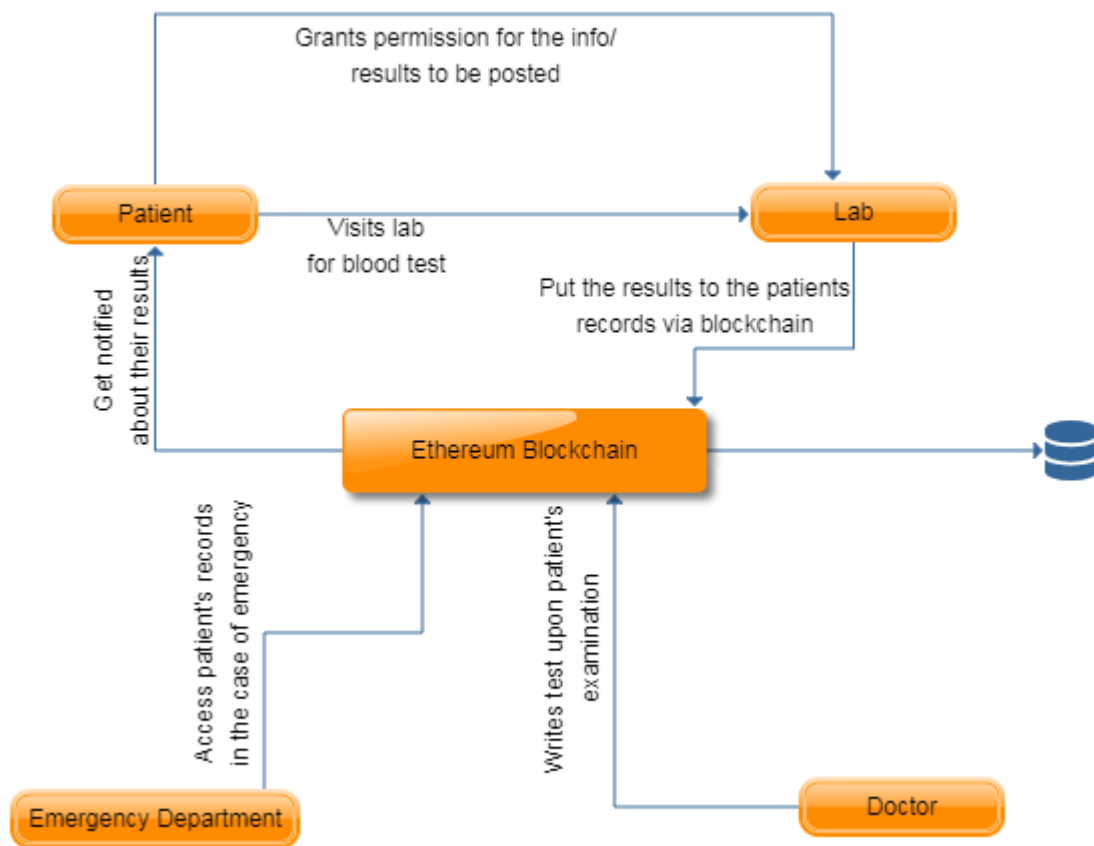 Grants permission for the info/
results to be posted
Patient
Lab
Visits lab
for blood test
Get notified
about their results
Put the results to the patients
records via blockchain
Ethereum Blockchain
Access patient's records
in the case of emergency
Writes test upon patient's
examination
Emergency Department
Doctor